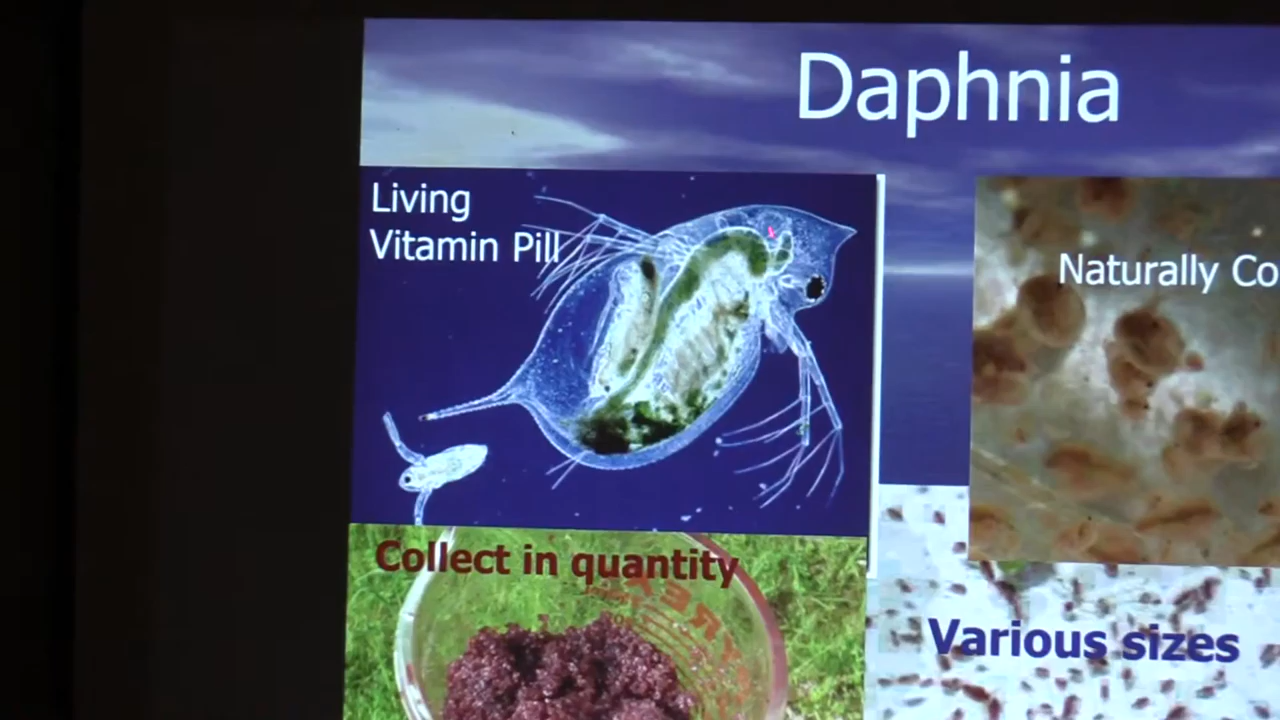 Daphnia
Living
Vitamin Pill
Naturally Co
Collect in quantity
Various sizes